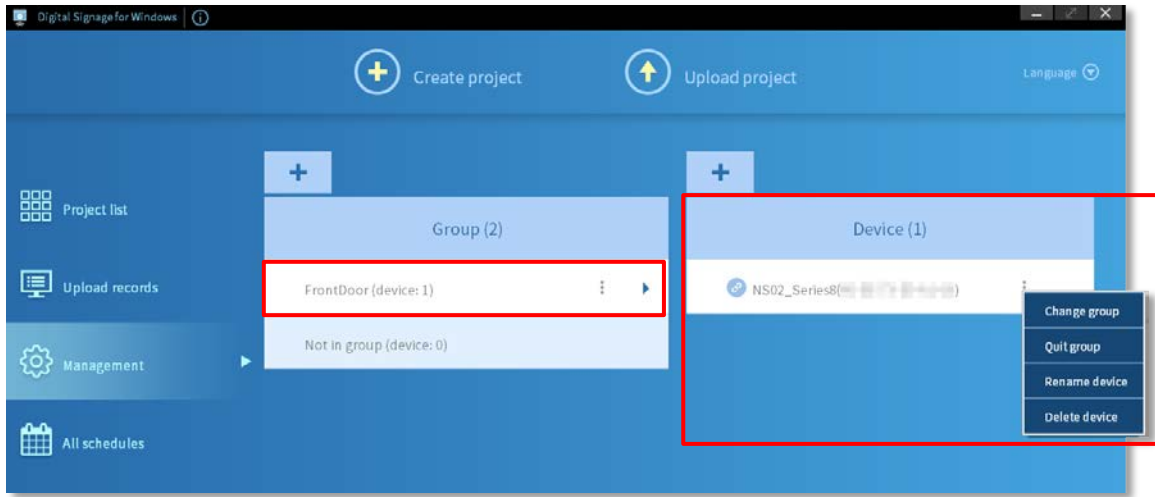 Digital Signage for Windows
Create project
Upload project
Language
Project list
Upload records
Management
All schedules
Group (2)
FrontDoor (device: 1)
Not in group (device: 0)
Device (1)
NS02_Series8( )
Change group
Quit group
Rename device
Delete device